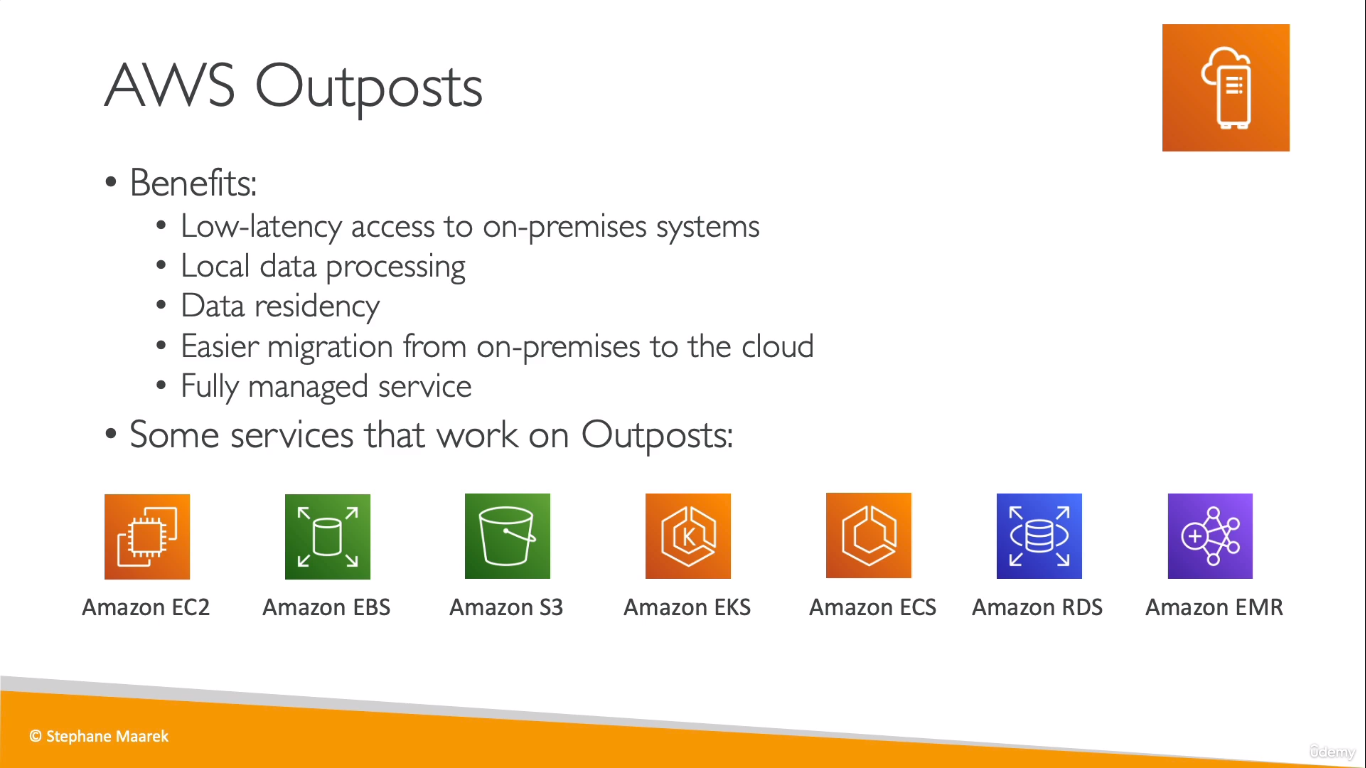 AWS Outposts
• Benefits:
• Low-latency access to on-premises systems
• Local data processing
• Data residency
• Easier migration from on-premises to the cloud
• Fully managed service
• Some services that work on Outposts:
K
Amazon EC2 Amazon EBS Amazon S3 Amazon EKS Amazon ECS Amazon RDS Amazon EMR
© Stephane Maarek
ûdemy